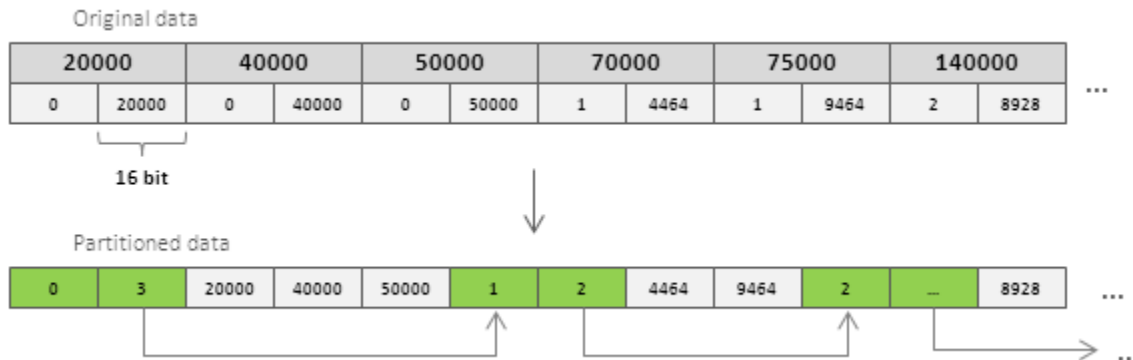 Original data
20000 40000 50000 70000 75000 140000
0 20000 0 40000 0 50000 1 4464 1 9464 2 8928 ...
16 bit
Partitioned data
0 3 20000 40000 50000 1 2 4464 9464 2 ... 8928 ...
..